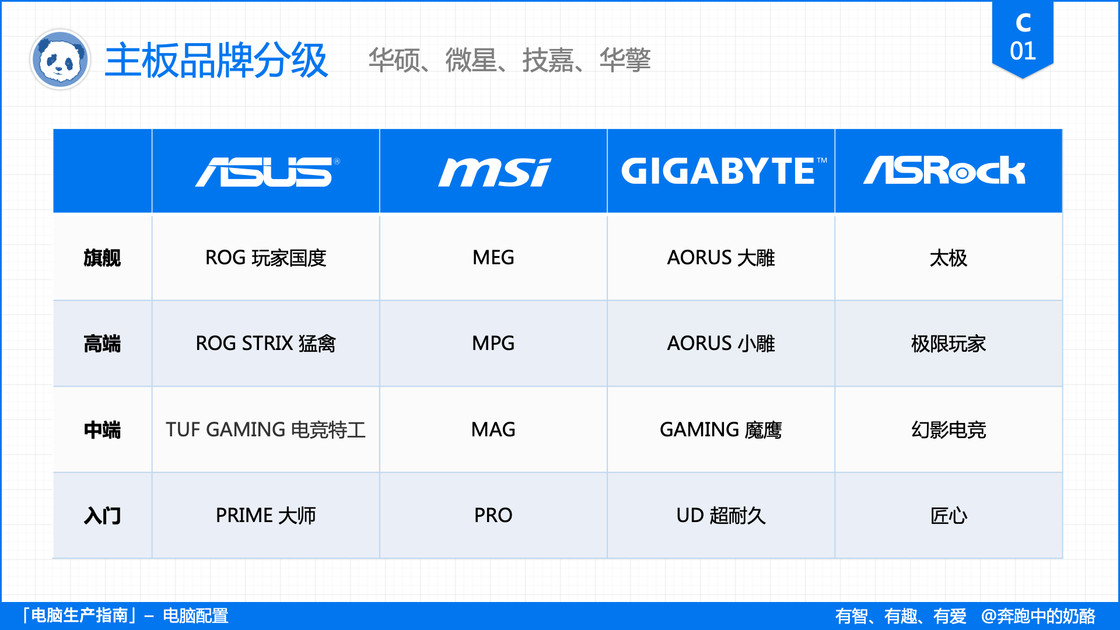 主板品牌分级 华硕、微星、技嘉、华擎
C
01
ASUS® msi GIGABYTE™ ASRock
旗舰 ROG 玩家国度 MEG AORUS 大雕 太极
高端 ROG STRIX 猛禽 MPG AORUS 小雕 极限玩家
中端 TUF GAMING 电竞特工 MAG GAMING 魔鹰 幻影电竞
入门 PRIME 大师 PRO UD 超耐久 匠心
「电脑生产指南」– 电脑配置 有智、有趣、有爱 @奔跑中的奶酪